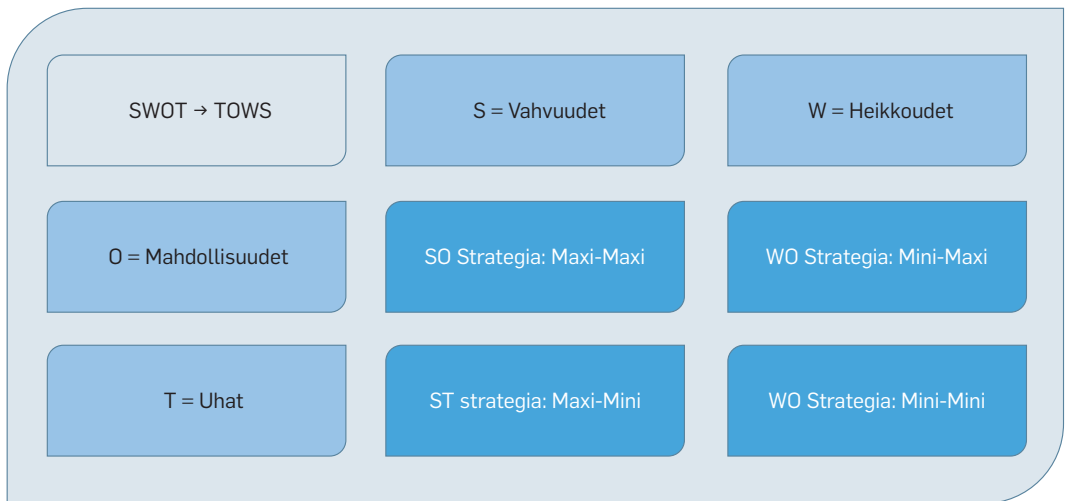 SWOT → TOWS
S = Vahvuudet
W = Heikkoudet
O = Mahdollisuudet
SO Strategia: Maxi-Maxi
WO Strategia: Mini-Maxi
T = Uhat
ST strategia: Maxi-Mini
WO Strategia: Mini-Mini